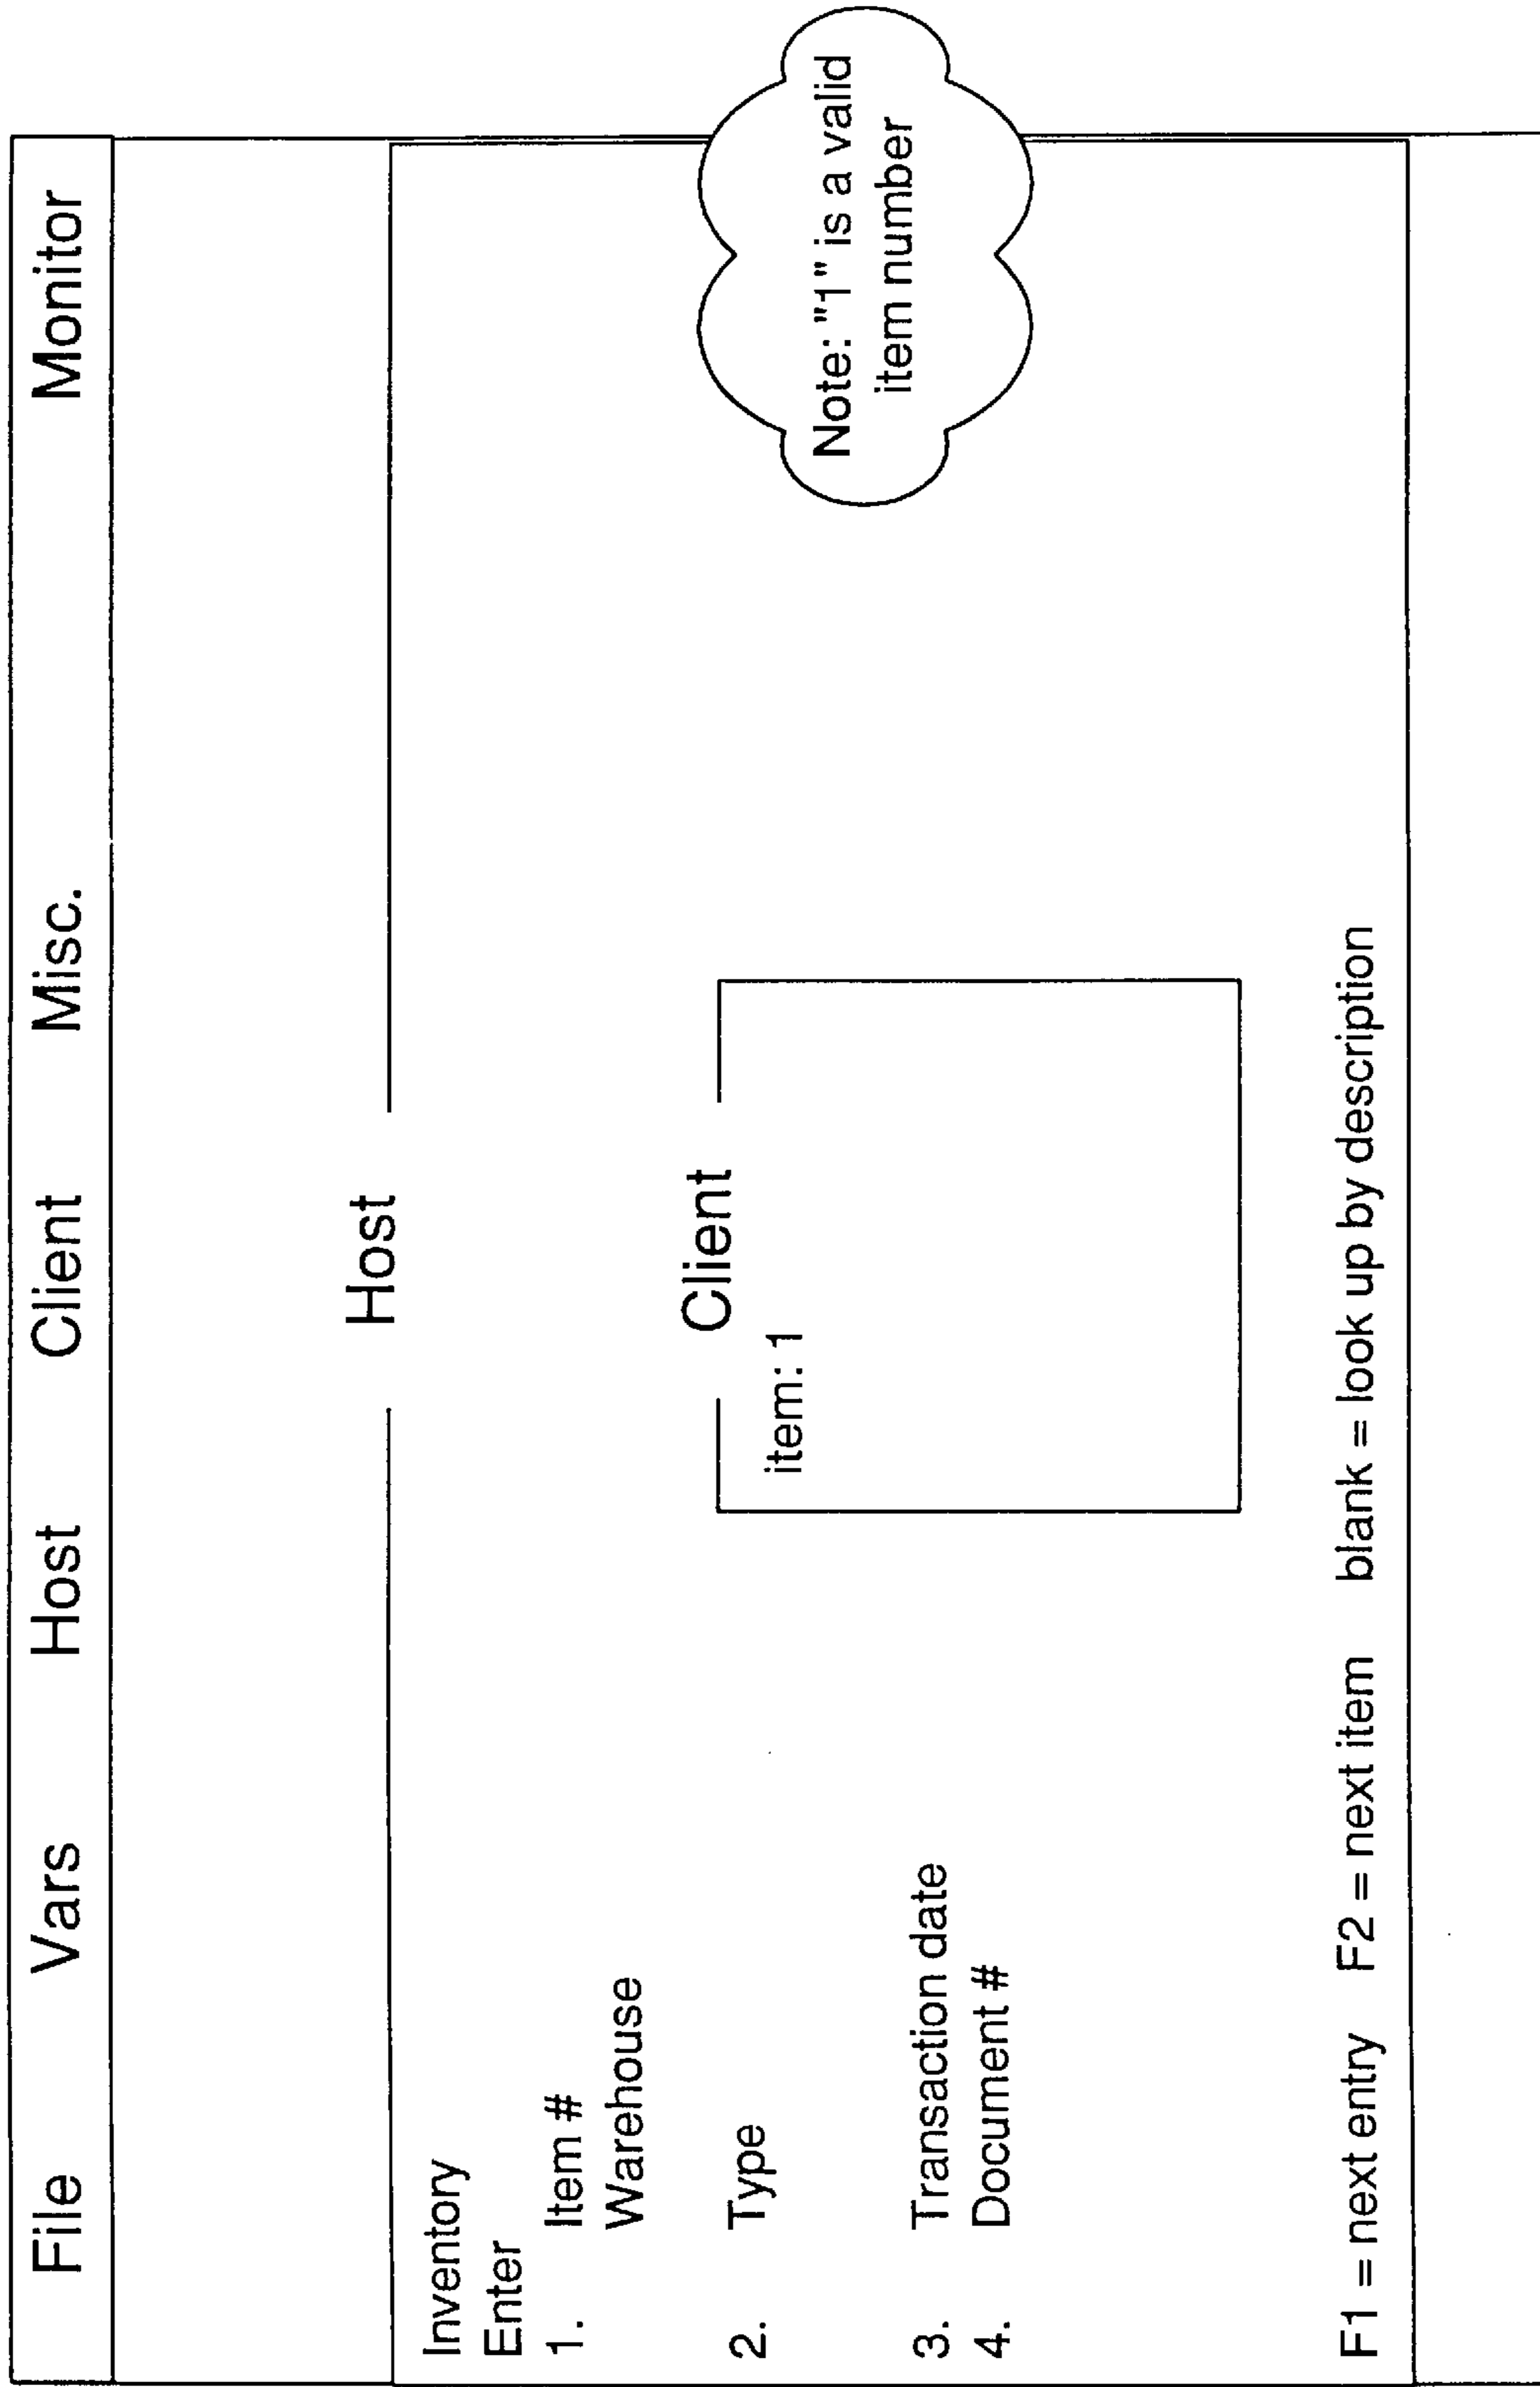 File Vars Host Client Misc. Monitor
Host
Inventory
Enter
1. Item #
Warehouse
Client
item: 1
2. Type
Note: "1" is a valid
item number
3. Transaction date
4. Document #
F1 = next entry F2 = next item blank = look up by description